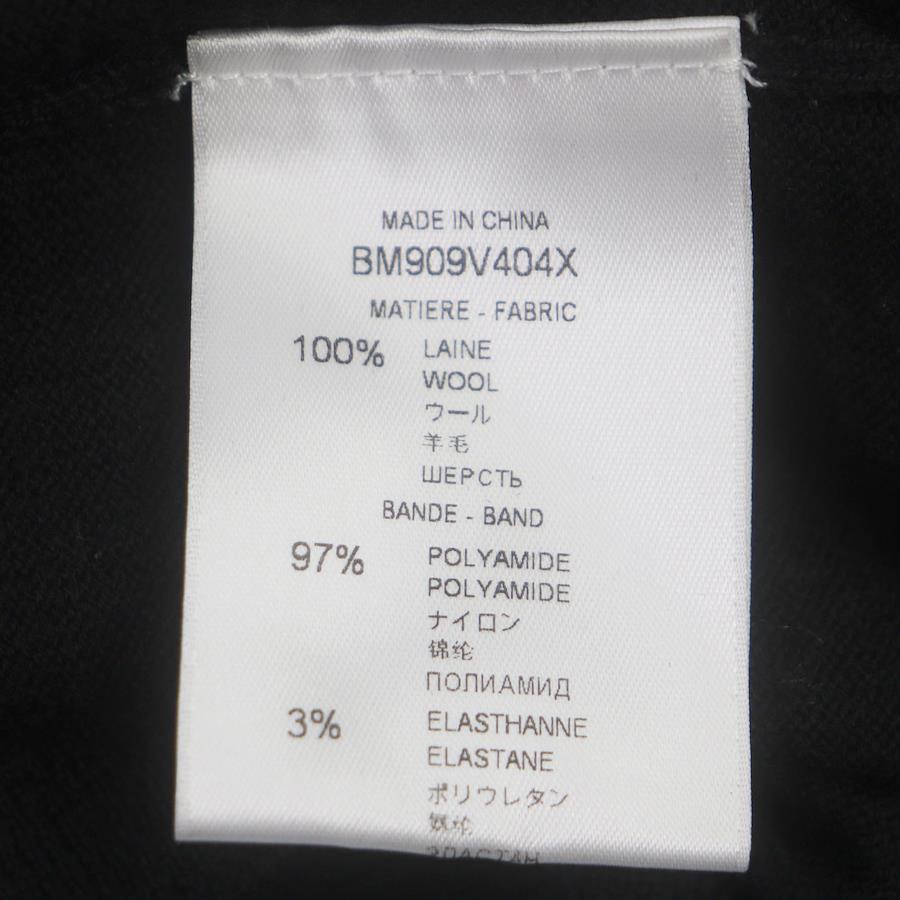 MADE IN CHINA
BM909V404X
MATIERE - FABRIC
100% LAINE
WOOL
ウール
羊毛
ШЕРСТЬ
BANDE - BAND
97% POLYAMIDE
POLYAMIDE
ナイロン
锦纶
ПОЛИАМИД
3% ELASTHANNE
ELASTANE
ポリウレタン
氨纶